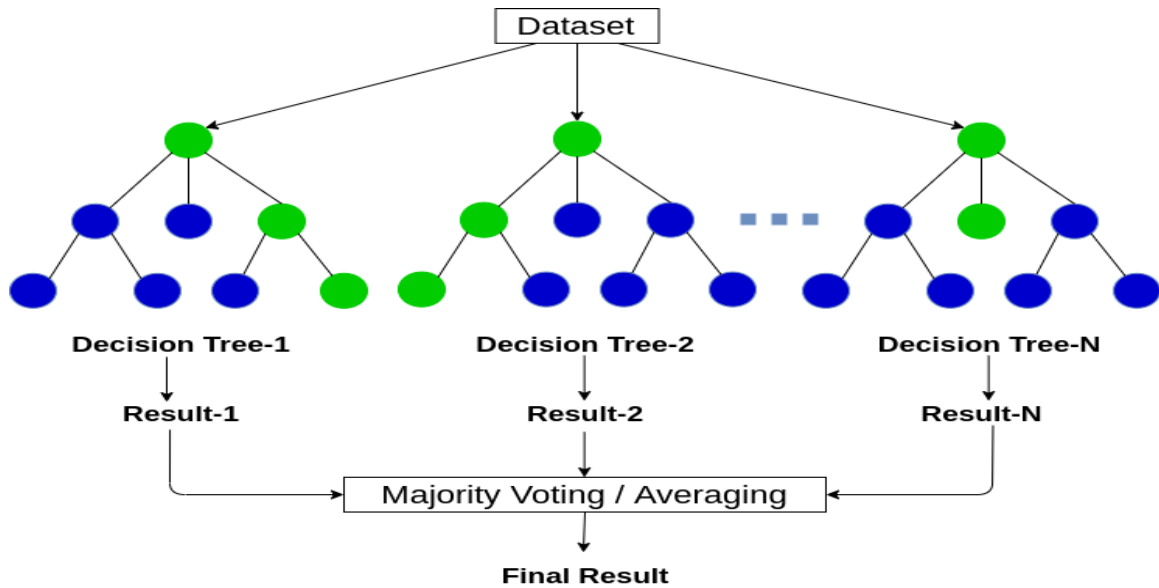 Dataset
Decision Tree-1
Decision Tree-2
Decision Tree-N
Result-1
Result-2
Result-N
Majority Voting / Averaging
Final Result